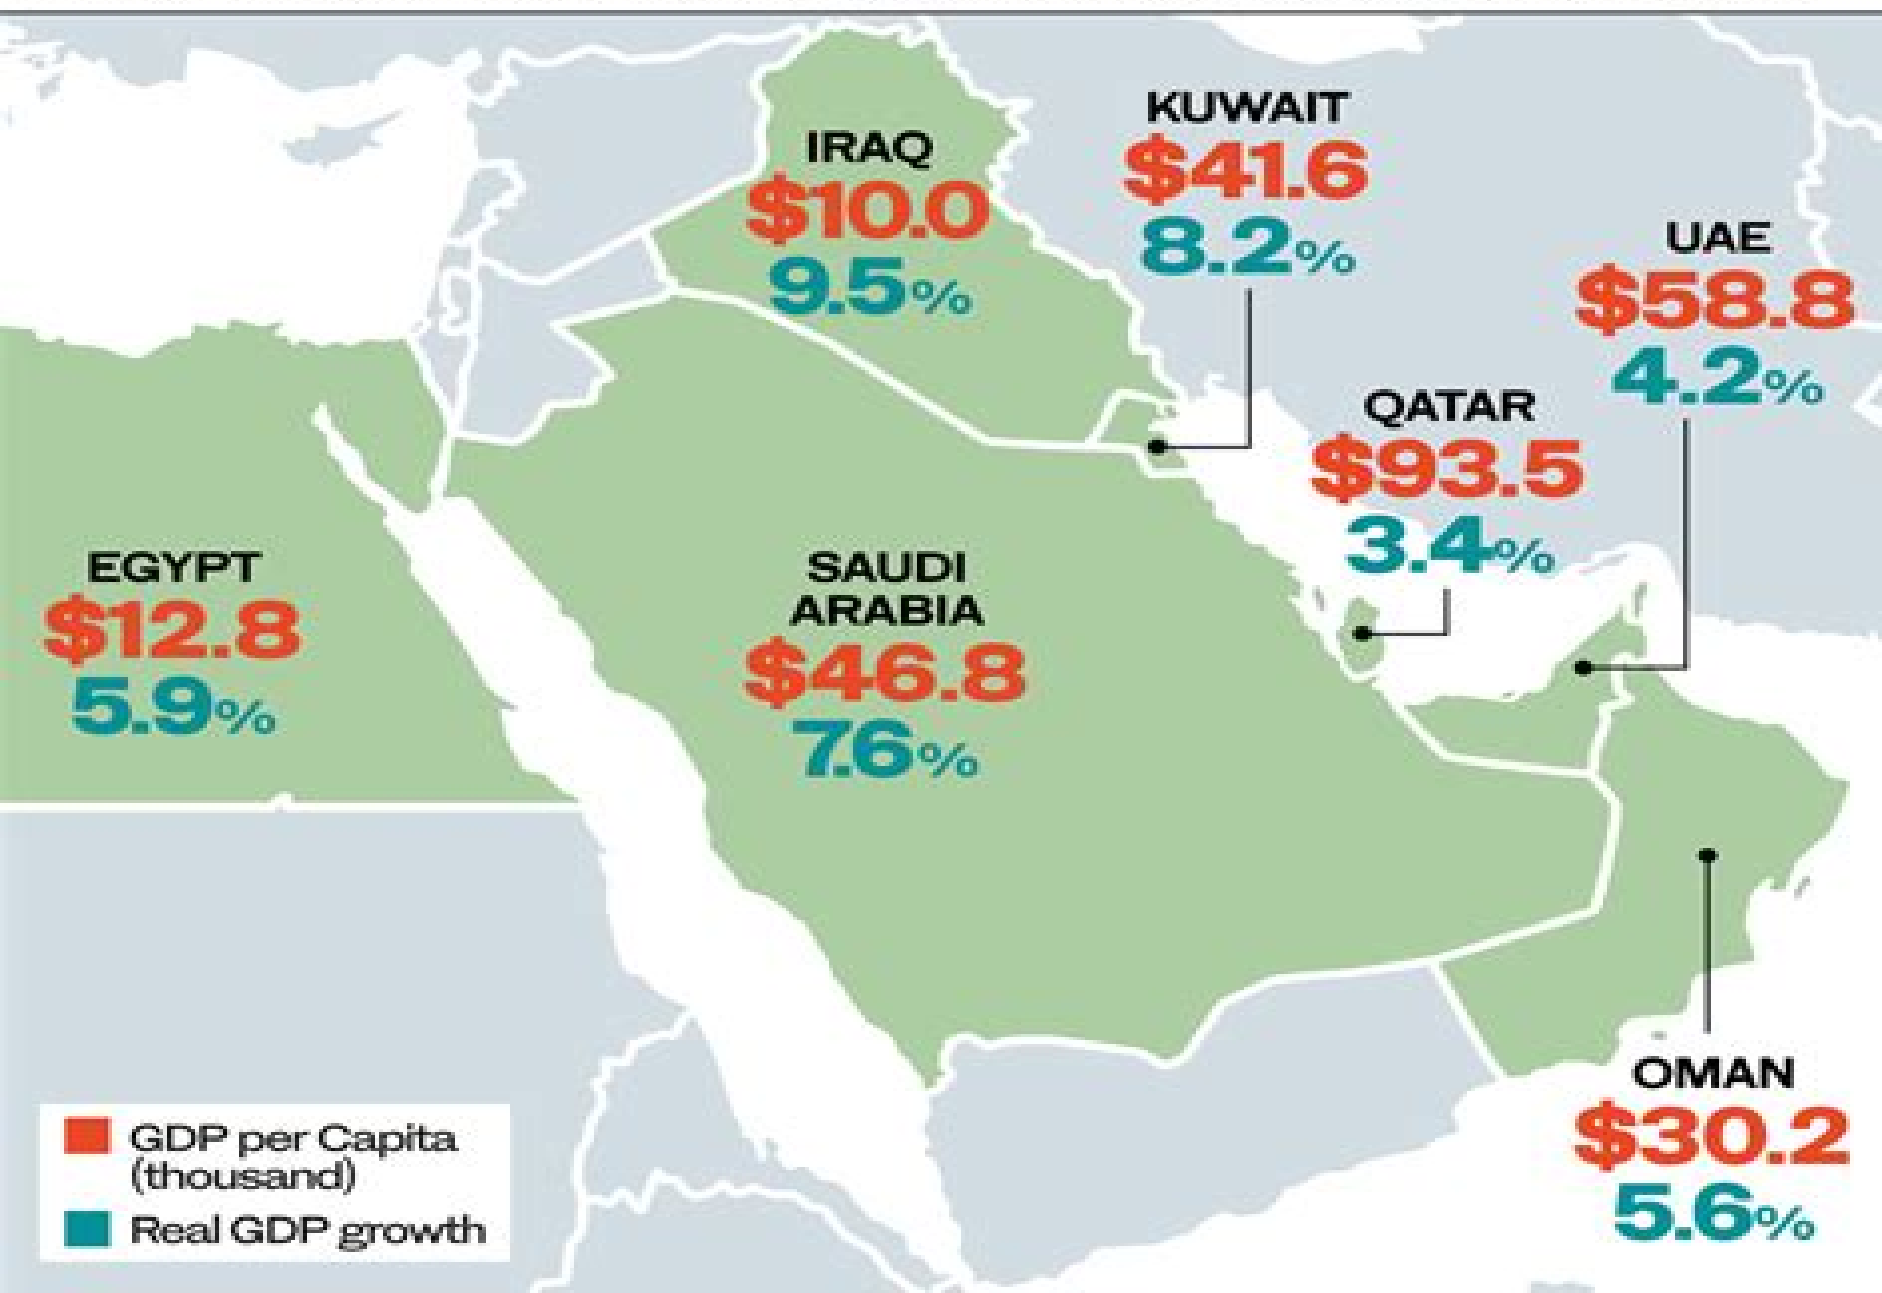 IRAQ
$10.0
9.5%
KUWAIT
$41.6
8.2%
UAE
$58.8
4.2%
QATAR
$93.5
3.4%
EGYPT
$12.8
5.9%
SAUDI
ARABIA
$46.8
7.6%
OMAN
$30.2
5.6%
GDP per Capita
(thousand)
Real GDP growth